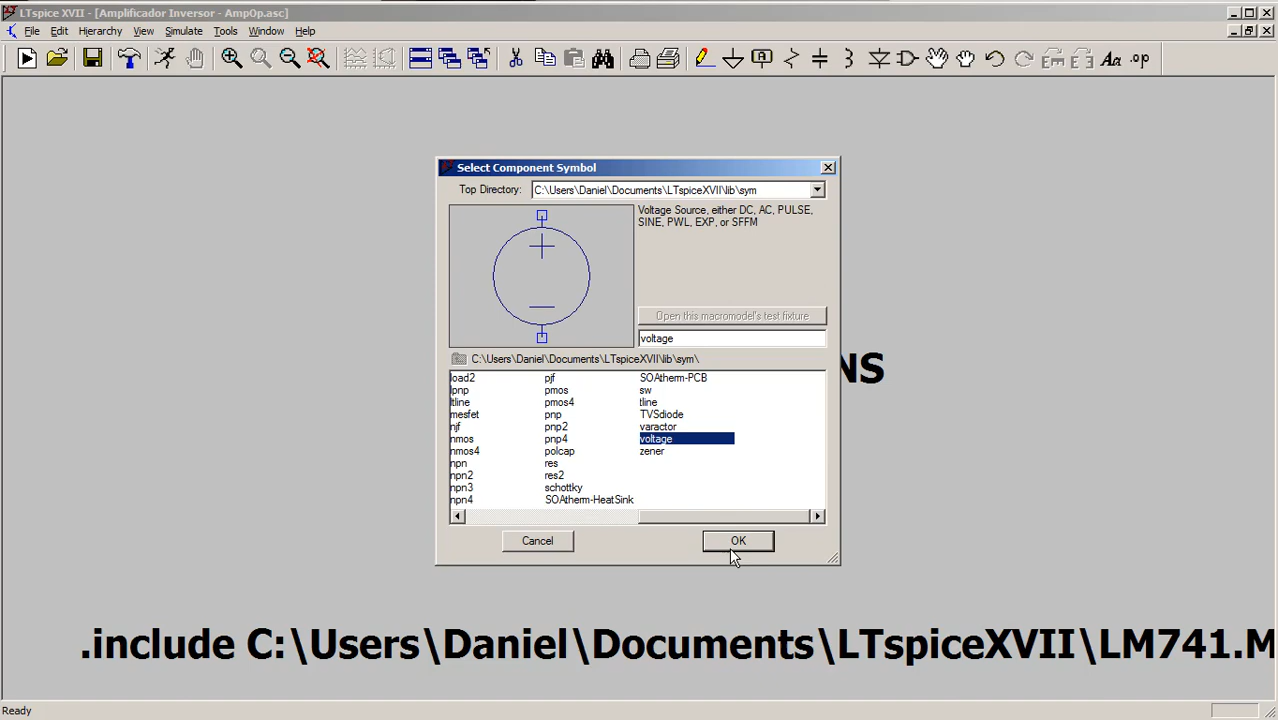 LTspice XVII - [Amplificador Inversor - AmpOp.asc]
File Edit Hierarchy View Simulate Tools Window Help
Aa .op
Select Component Symbol
Top Directory: C:\Users\Daniel\Documents\LTspiceXVII\lib\sym
Voltage Source, either DC, AC, PULSE,
SINE, PWL, EXP, or SFFM
Open this macromodel's test fixture
voltage
C:\Users\Daniel\Documents\LTspiceXVII\lib\sym\
NS
load2 pjf SOAtherm-PCB
lpnp pmos sw
ltline pmos4 tline
mesfet pnp TVSdiode
njf pnp2 varactor
nmos pnp4 voltage
nmos4 polcap zener
npn res
npn2 res2
npn3 schottky
npn4 SOAtherm-HeatSink
Cancel OK
.include C:\Users\Daniel\Documents\LTspiceXVII\LM741.M
Ready